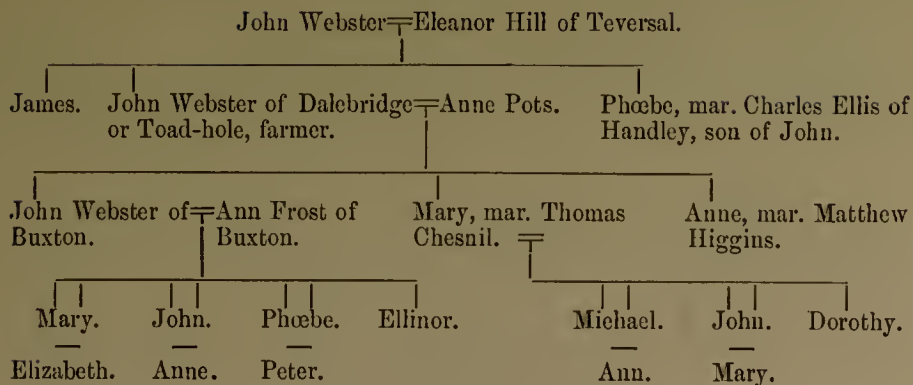 John Webster Eleanor Hill of Teversal.
James. John Webster of Dalebridge Anne Pots. Phœbe, mar. Charles Ellis of
or Toad-hole, farmer. Handley, son of John.
John Webster of Ann Frost of Mary, mar. Thomas Anne, mar. Matthew
Buxton. Buxton. Chesnil. Higgins.
Mary. John. Phœbe. Ellinor. Michael. John. Dorothy.
Elizabeth. Anne. Peter. Ann. Mary.